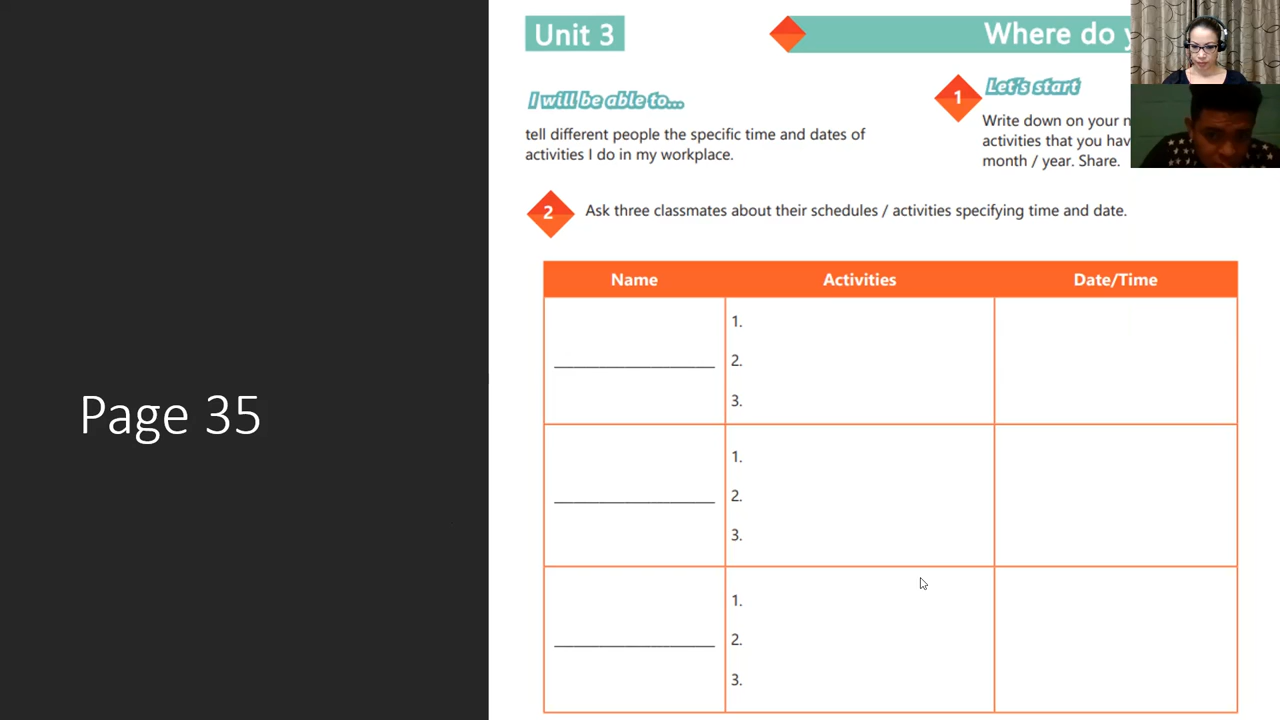 Page 35
Unit 3
Where do
I will be able to...
tell different people the specific time and dates of
activities I do in my workplace.
1
Let's start
Write down on your
activities that you hav
month / year. Share.
2
Ask three classmates about their schedules / activities specifying time and date.
Name Activities Date/Time
1.
2.
3.
1.
2.
3.
1.
2.
3.